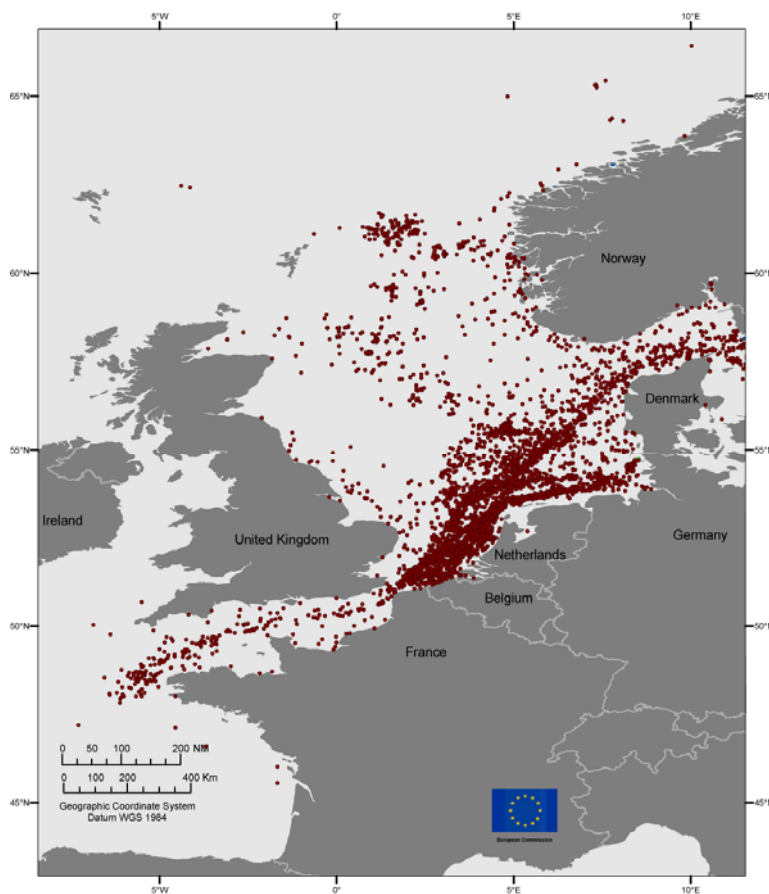 5°W 0° 5°E 10°E
65°N 65°N
60°N 60°N
Norway
Denmark
55°N 55°N
Ireland
United Kingdom
Netherlands
Germany
Belgium
50°N 50°N
France
0 50 100 200 NM
0 100 200 400 Km
Geographic Coordinate System
Datum WGS 1984
European Commission
45°N 45°N
5°W 0° 5°E 10°E